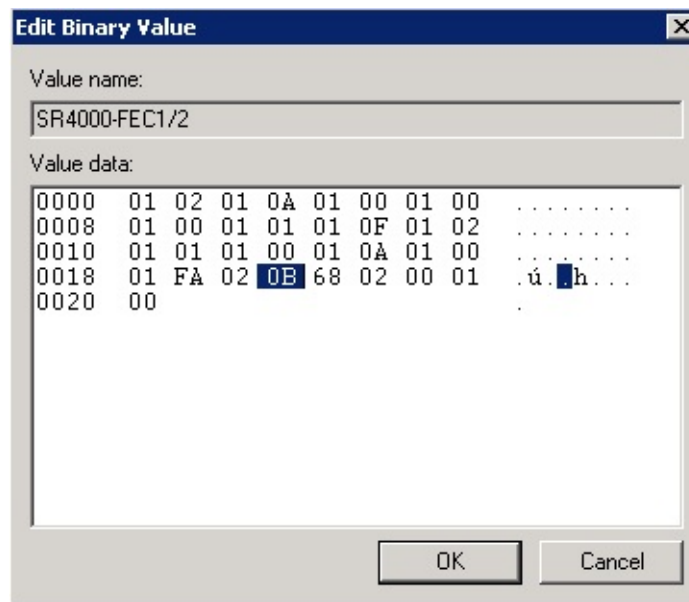 Edit Binary Value
Value name:
SR4000-FEC1/2
Value data:
0000 01 02 01 0A 01 00 01 00 ........
0008 01 00 01 01 01 0F 01 02 ........
0010 01 01 01 00 01 0A 01 00 ........
0018 01 FA 02 0B 68 02 00 01 .ú..h...
0020 00 .
OK Cancel